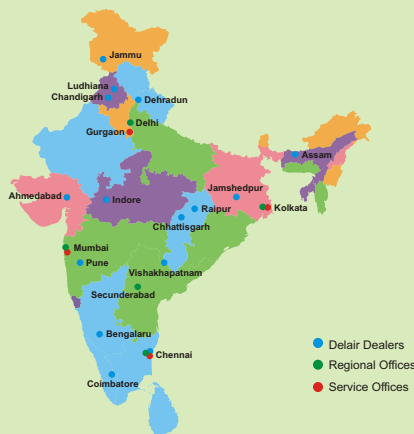 Jammu
Ludhiana
Chandigarh
Dehradun
Delhi
Gurgaon
Assam
Ahmedabad
Indore
Jamshedpur
Raipur
Kolkata
Chhattisgarh
Mumbai
Pune
Vishakhapatnam
Secunderabad
Bengalaru
Chennai
Coimbatore
Delair Dealers
Regional Offices
Service Offices